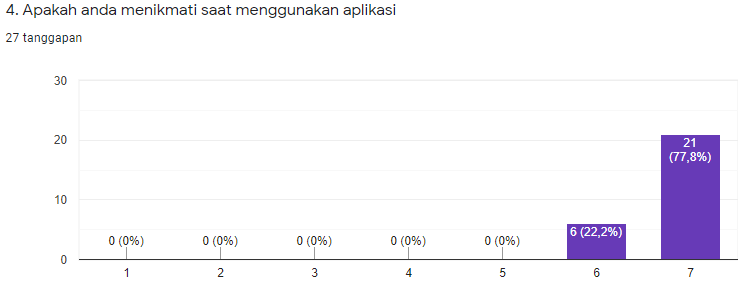 4. Apakah anda menikmati saat menggunakan aplikasi
27 tanggapan
30
20
10
0
0 (0%) 0 (0%) 0 (0%) 0 (0%) 0 (0%) 6 (22,2%) 21
(77,8%)
1 2 3 4 5 6 7